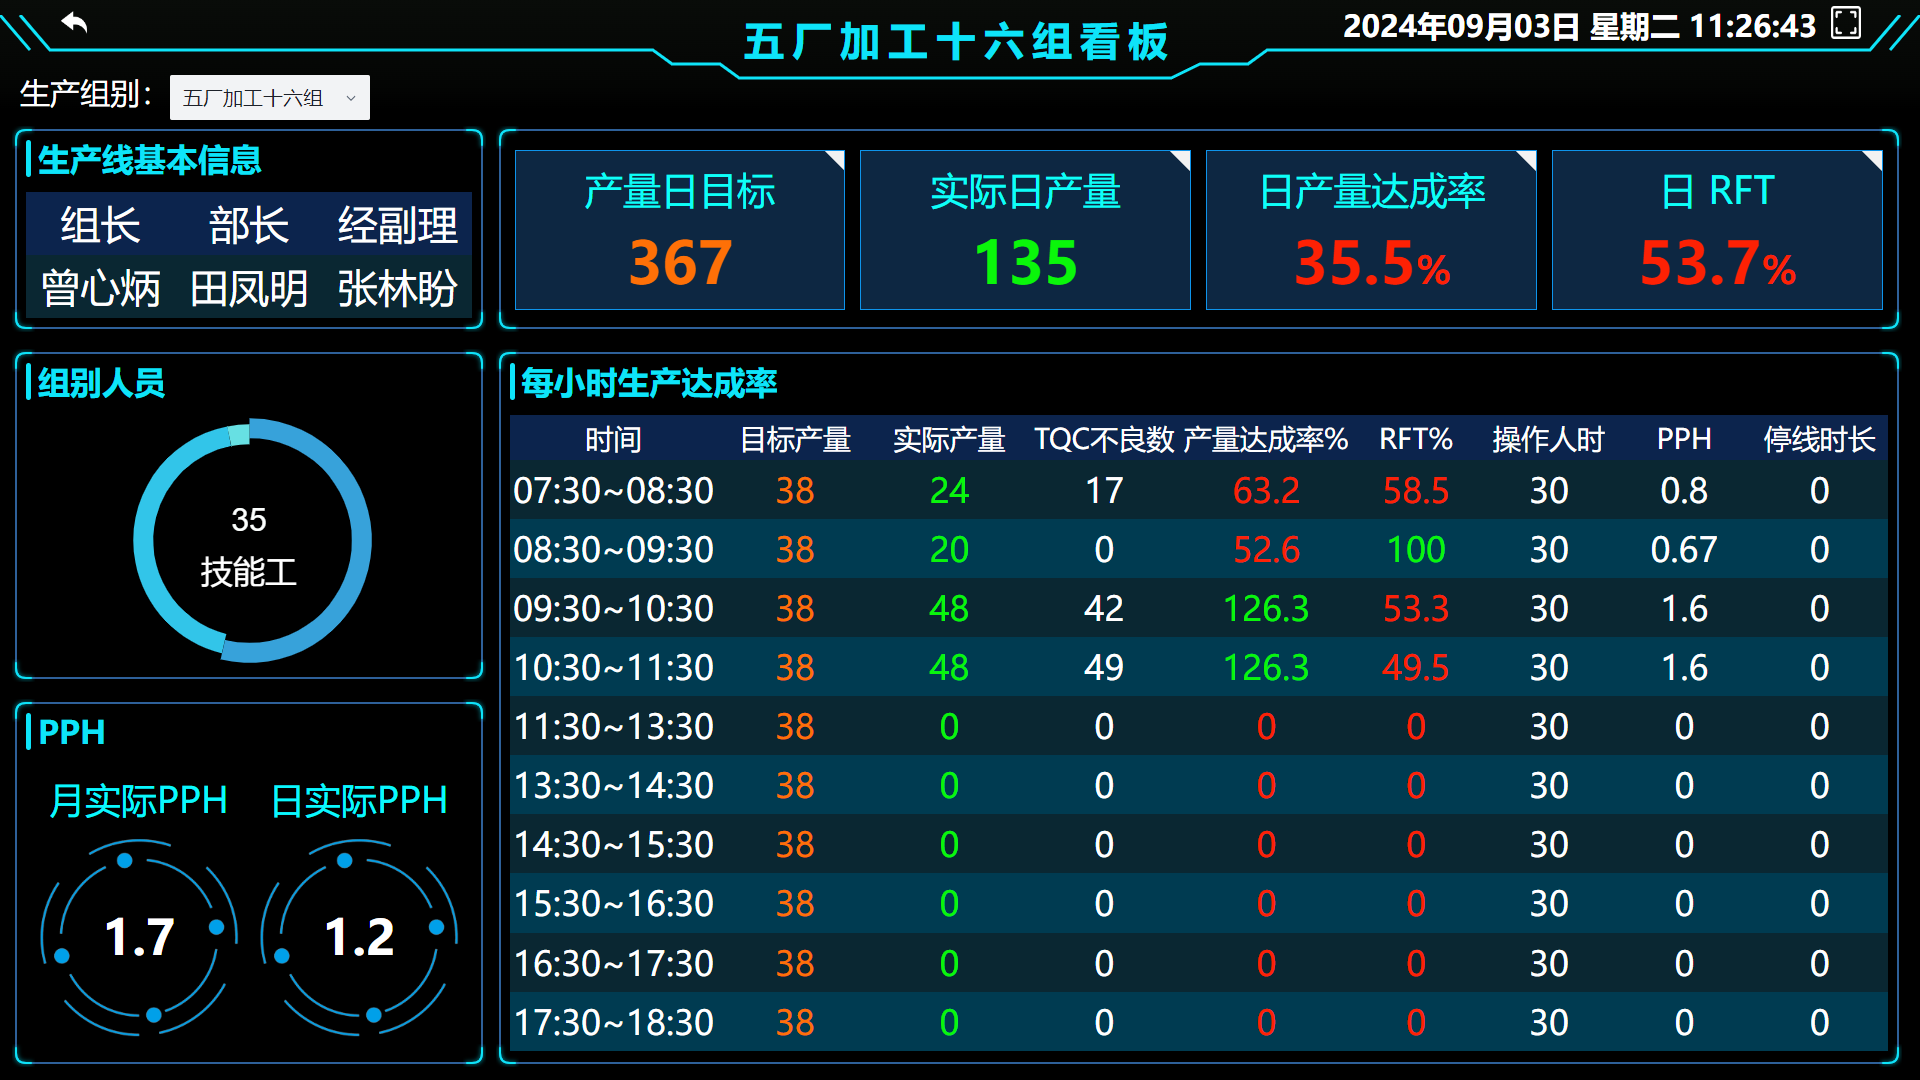 五厂加工十六组看板
2024年09月03日 星期二 11:26:43
生产组别：
五厂加工十六组
生产线基本信息
组长 部长 经副理
曾心炳 田凤明 张林盼
产量日目标
367
实际日产量
135
日产量达成率
35.5%
日 RFT
53.7%
组别人员
35
技能工
PPH
月实际PPH 日实际PPH
1.7 1.2
每小时生产达成率
时间 目标产量 实际产量 TQC不良数 产量达成率% RFT% 操作人时 PPH 停线时长
07:30~08:30 38 24 17 63.2 58.5 30 0.8 0
08:30~09:30 38 20 0 52.6 100 30 0.67 0
09:30~10:30 38 48 42 126.3 53.3 30 1.6 0
10:30~11:30 38 48 49 126.3 49.5 30 1.6 0
11:30~13:30 38 0 0 0 0 30 0 0
13:30~14:30 38 0 0 0 0 30 0 0
14:30~15:30 38 0 0 0 0 30 0 0
15:30~16:30 38 0 0 0 0 30 0 0
16:30~17:30 38 0 0 0 0 30 0 0
17:30~18:30 38 0 0 0 0 30 0 0